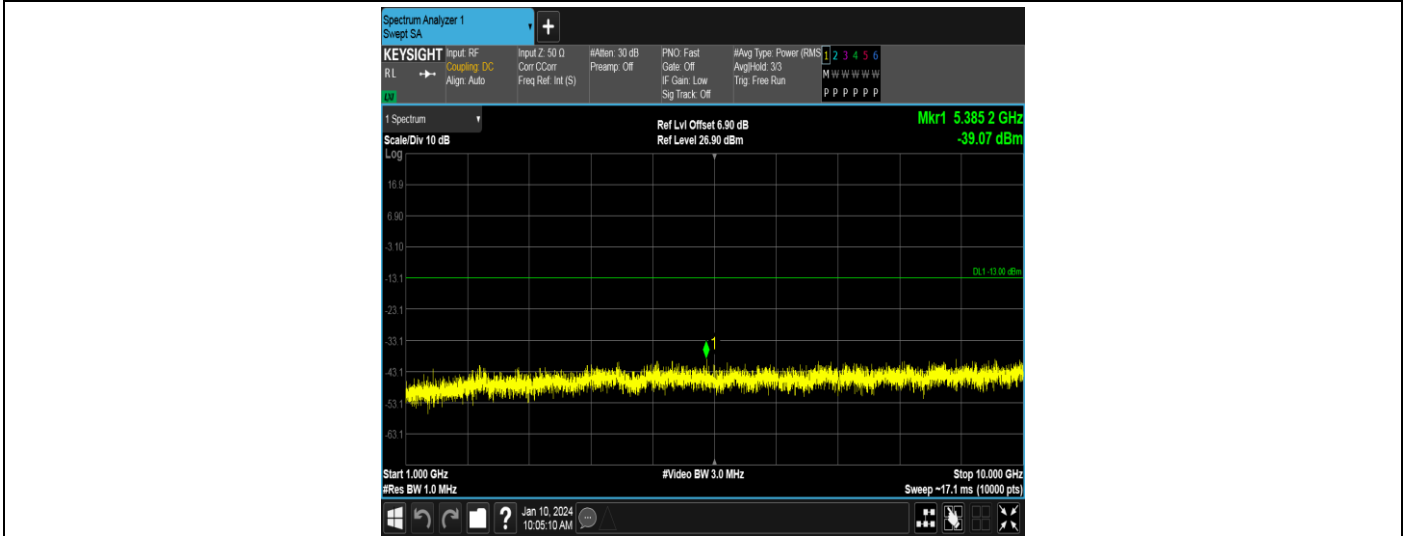 Spectrum Analyzer 1
Swept SA
+
KEYSIGHT
RL
Input: RF
Coupling: DC
Align: Auto
Input Z: 50 Ω
Corr CCorr
Freq Ref: Int (S)
#Atten: 30 dB
Preamp: Off
PNO: Fast
Gate: Off
IF Gain: Low
Sig Track: Off
#Avg Type: Power (RMS
Avg|Hold: 3/3
Trig: Free Run
1 2 3 4 5 6
M W W W W W
P P P P P P
1 Spectrum
Scale/Div 10 dB
Ref Lvl Offset 6.90 dB
Ref Level 26.90 dBm
Mkr1 5.385 2 GHz
-39.07 dBm
Log
16.9
6.90
-3.10
-13.1
DL1 -13.00 dBm
-23.1
-33.1
1
-43.1
-53.1
-63.1
Start 1.000 GHz
#Video BW 3.0 MHz
Stop 10.000 GHz
#Res BW 1.0 MHz
Sweep ~17.1 ms (10000 pts)
?
Jan 10, 2024
10:05:10 AM